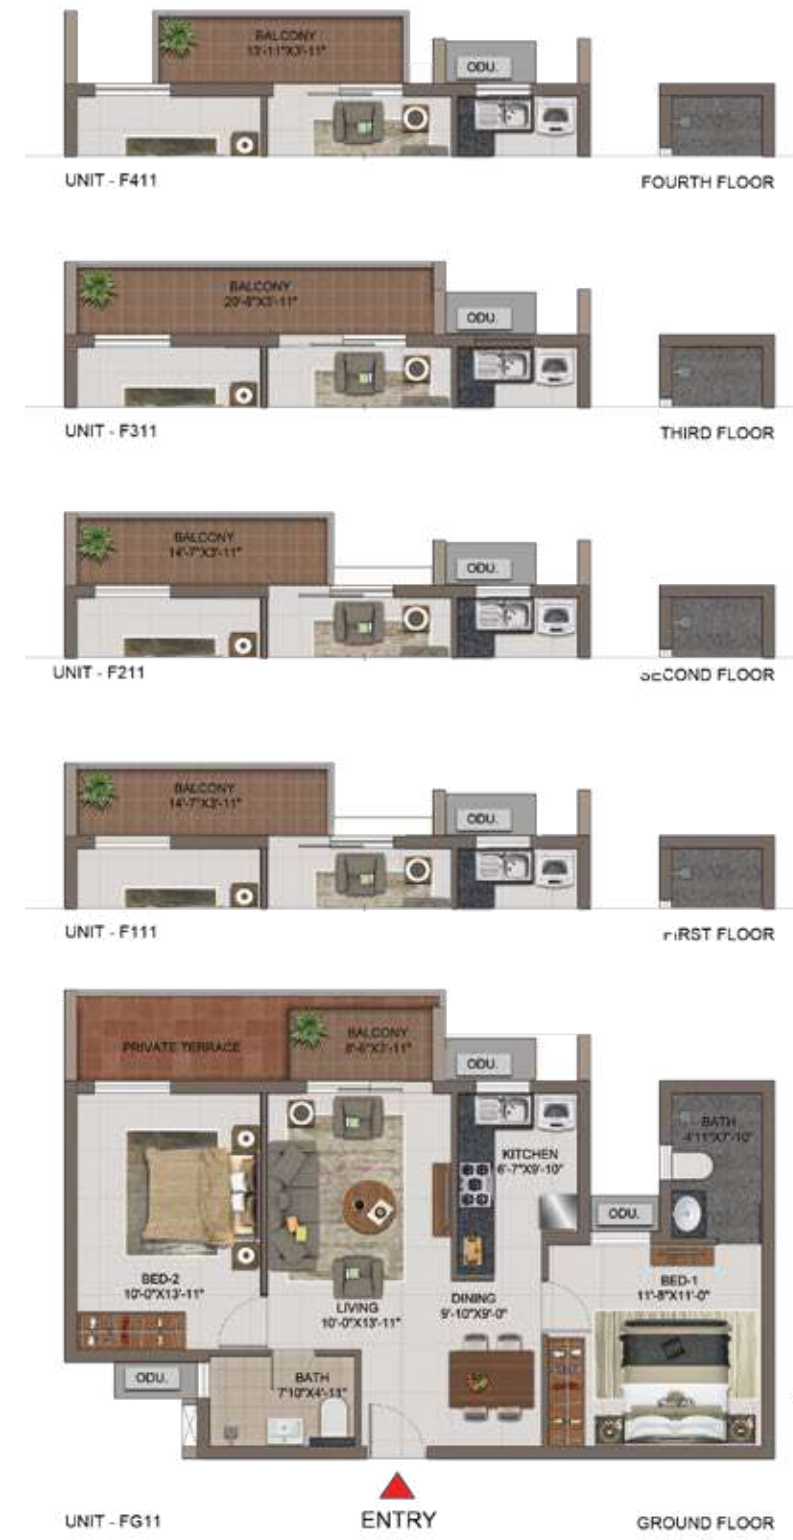 BALCONY
13'-11"X3'-11"
ODU.
UNIT - F411
FOURTH FLOOR
BALCONY
20'-8"X3'-11"
ODU.
UNIT - F311
THIRD FLOOR
BALCONY
14'-7"X3'-11"
ODU.
UNIT - F211
SECOND FLOOR
BALCONY
14'-7"X3'-11"
ODU.
UNIT - F111
FIRST FLOOR
PRIVATE TERRACE
BALCONY
8'-6"X3'-11"
ODU.
BATH
4'11"X7'-10"
KITCHEN
6'-7"X9'-10"
ODU.
BED-2
10'-0"X13'-11"
LIVING
10'-0"X13'-11"
DINING
9'-10"X9'-0"
BED-1
11'-8"X11'-0"
ODU.
BATH
7'10"X4'-11"
UNIT - FG11
ENTRY
GROUND FLOOR